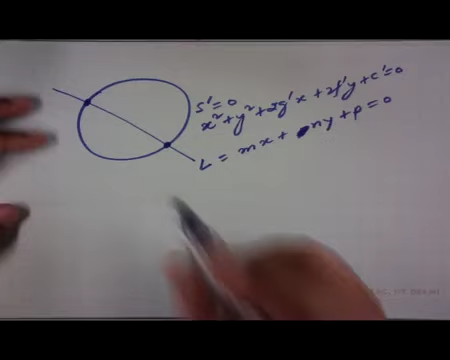 S'=0
x²+y²+2g'x+2f'y+c'=0
L = mx + ny + p = 0